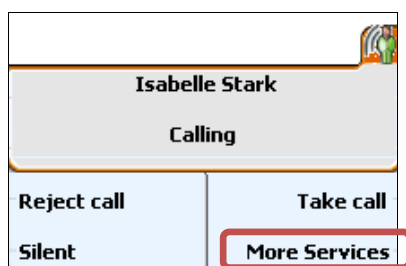 Isabelle Stark
Calling
Reject call Take call
Silent More Services